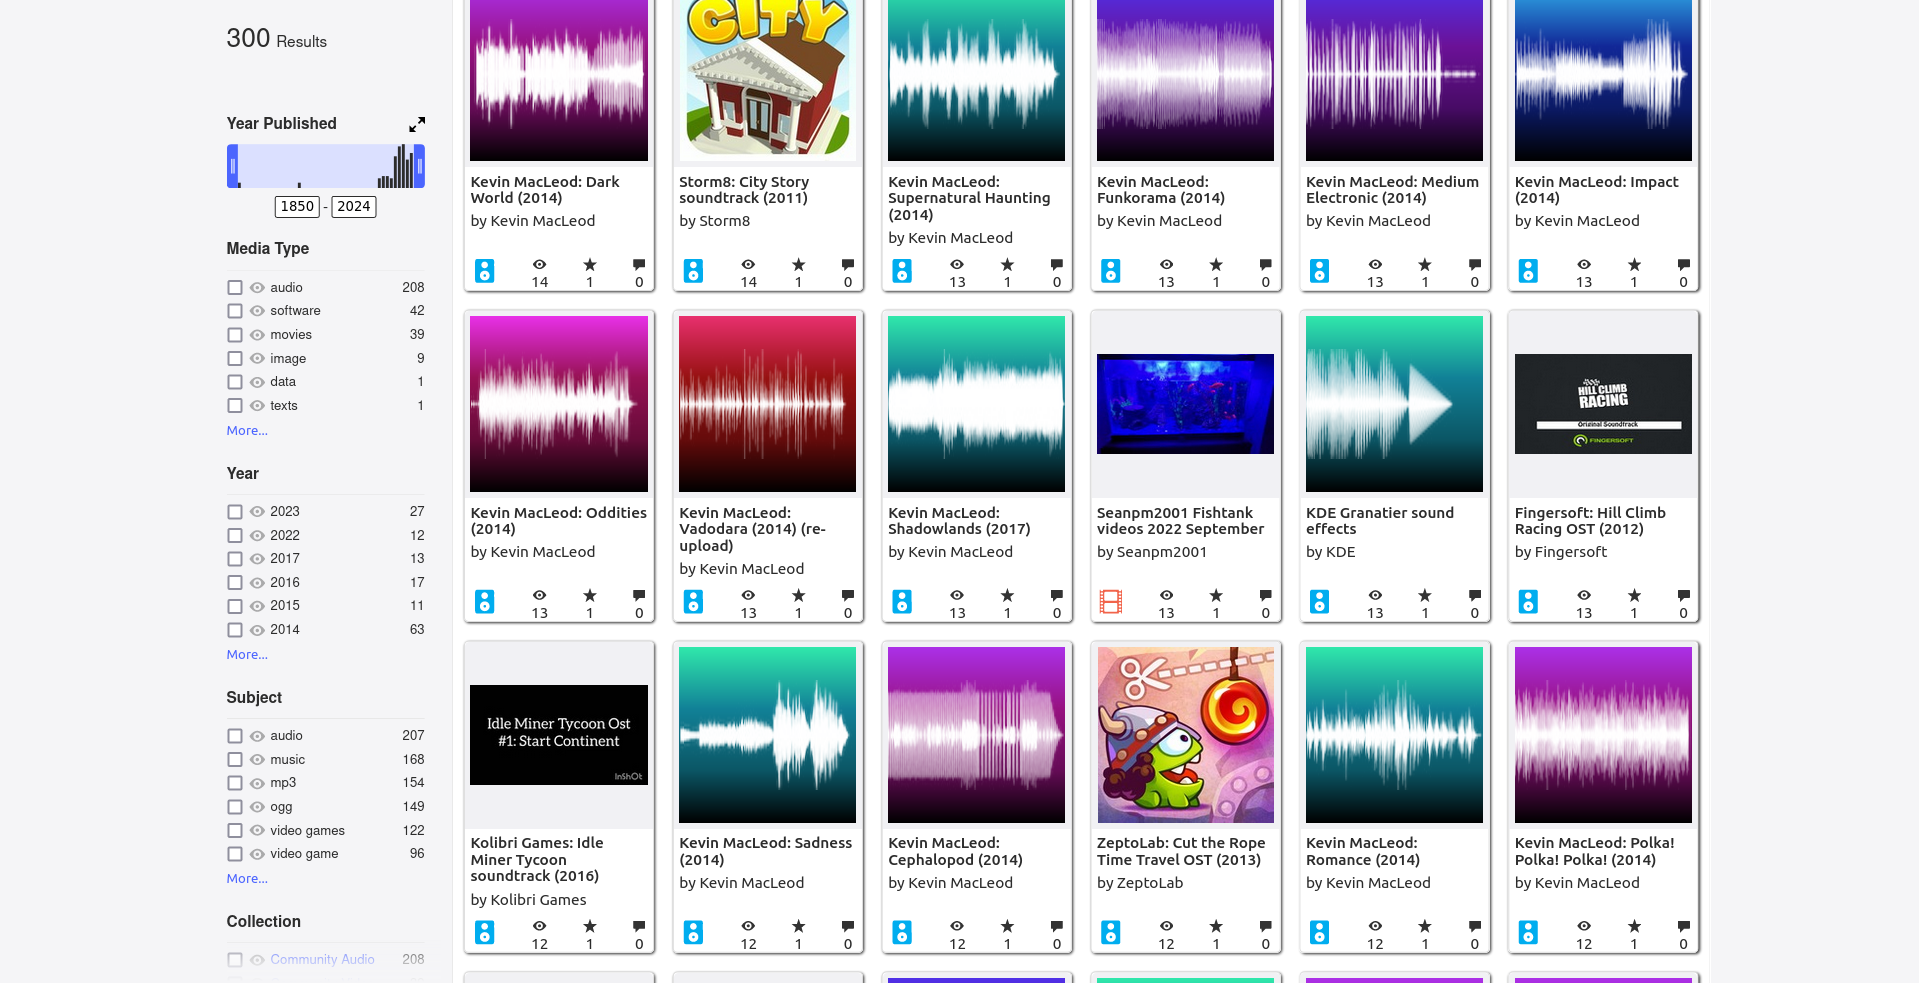 300 Results
Year Published
1850 - 2024
Media Type
audio 208
software 42
movies 39
image 9
data 1
texts 1
More...
Year
2023 27
2022 12
2017 13
2016 17
2015 11
2014 63
More...
Subject
audio 207
music 168
mp3 154
ogg 149
video games 122
video game 96
More...
Collection
Community Audio 208
Kevin MacLeod: Dark
World (2014)
by Kevin MacLeod
14 1 0
CITY
Storm8: City Story
soundtrack (2011)
by Storm8
14 1 0
Kevin MacLeod:
Supernatural Haunting
(2014)
by Kevin MacLeod
13 1 0
Kevin MacLeod:
Funkorama (2014)
by Kevin MacLeod
13 1 0
Kevin MacLeod: Medium
Electronic (2014)
by Kevin MacLeod
13 1 0
Kevin MacLeod: Impact
(2014)
by Kevin MacLeod
13 1 0
Kevin MacLeod: Oddities
(2014)
by Kevin MacLeod
13 1 0
Kevin MacLeod:
Vadodara (2014) (re-
upload)
by Kevin MacLeod
13 1 0
Kevin MacLeod:
Shadowlands (2017)
by Kevin MacLeod
13 1 0
Seanpm2001 Fishtank
videos 2022 September
by Seanpm2001
13 1 0
KDE Granatier sound
effects
by KDE
13 1 0
HILL CLIMB
RACING
Original Soundtrack
FINGERSOFT
Fingersoft: Hill Climb
Racing OST (2012)
by Fingersoft
13 1 0
Idle Miner Tycoon Ost
#1: Start Continent
InShOt
Kolibri Games: Idle
Miner Tycoon
soundtrack (2016)
by Kolibri Games
12 1 0
Kevin MacLeod: Sadness
(2014)
by Kevin MacLeod
12 1 0
Kevin MacLeod:
Cephalopod (2014)
by Kevin MacLeod
12 1 0
ZeptoLab: Cut the Rope
Time Travel OST (2013)
by ZeptoLab
12 1 0
Kevin MacLeod:
Romance (2014)
by Kevin MacLeod
12 1 0
Kevin MacLeod: Polka!
Polka! Polka! (2014)
by Kevin MacLeod
12 1 0